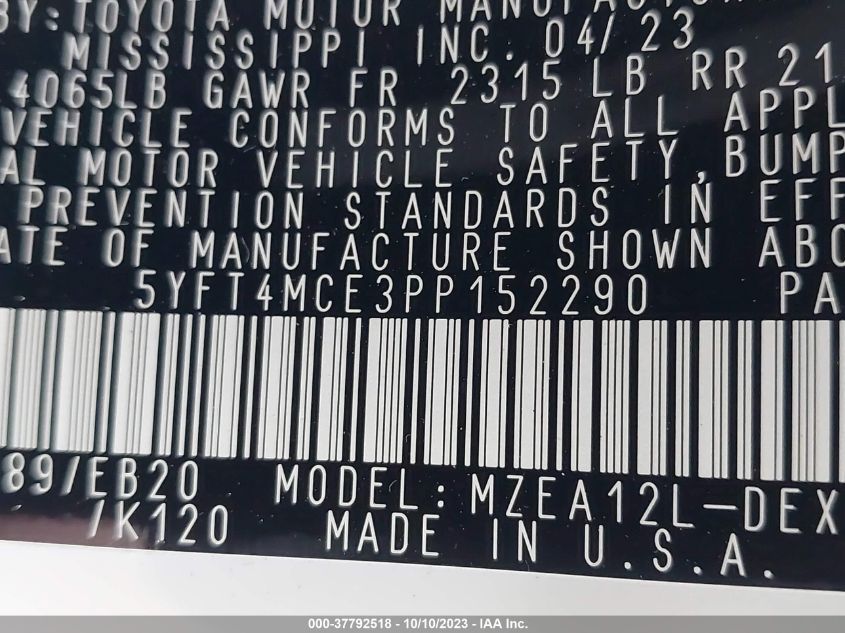 BY: TOYOTA MOTOR
MISSISSIPPI INC. 04/23
4065LB GAWR FR 2315 LB RR 21
VEHICLE CONFORMS TO ALL APPL
AL MOTOR VEHICLE SAFETY, BUMP
PREVENTION STANDARDS IN EFF
ATE OF MANUFACTURE SHOWN ABO
5YFT4MCE3PP152290 PA
89/EB20 MODEL: MZEA12L-DEX
/K120 MADE IN U.S.A.
000-37792518 - 10/10/2023 - IAA Inc.